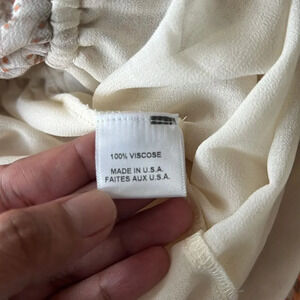 100% VISCOSE
MADE IN U.S.A.
FAITES AUX U.S.A.